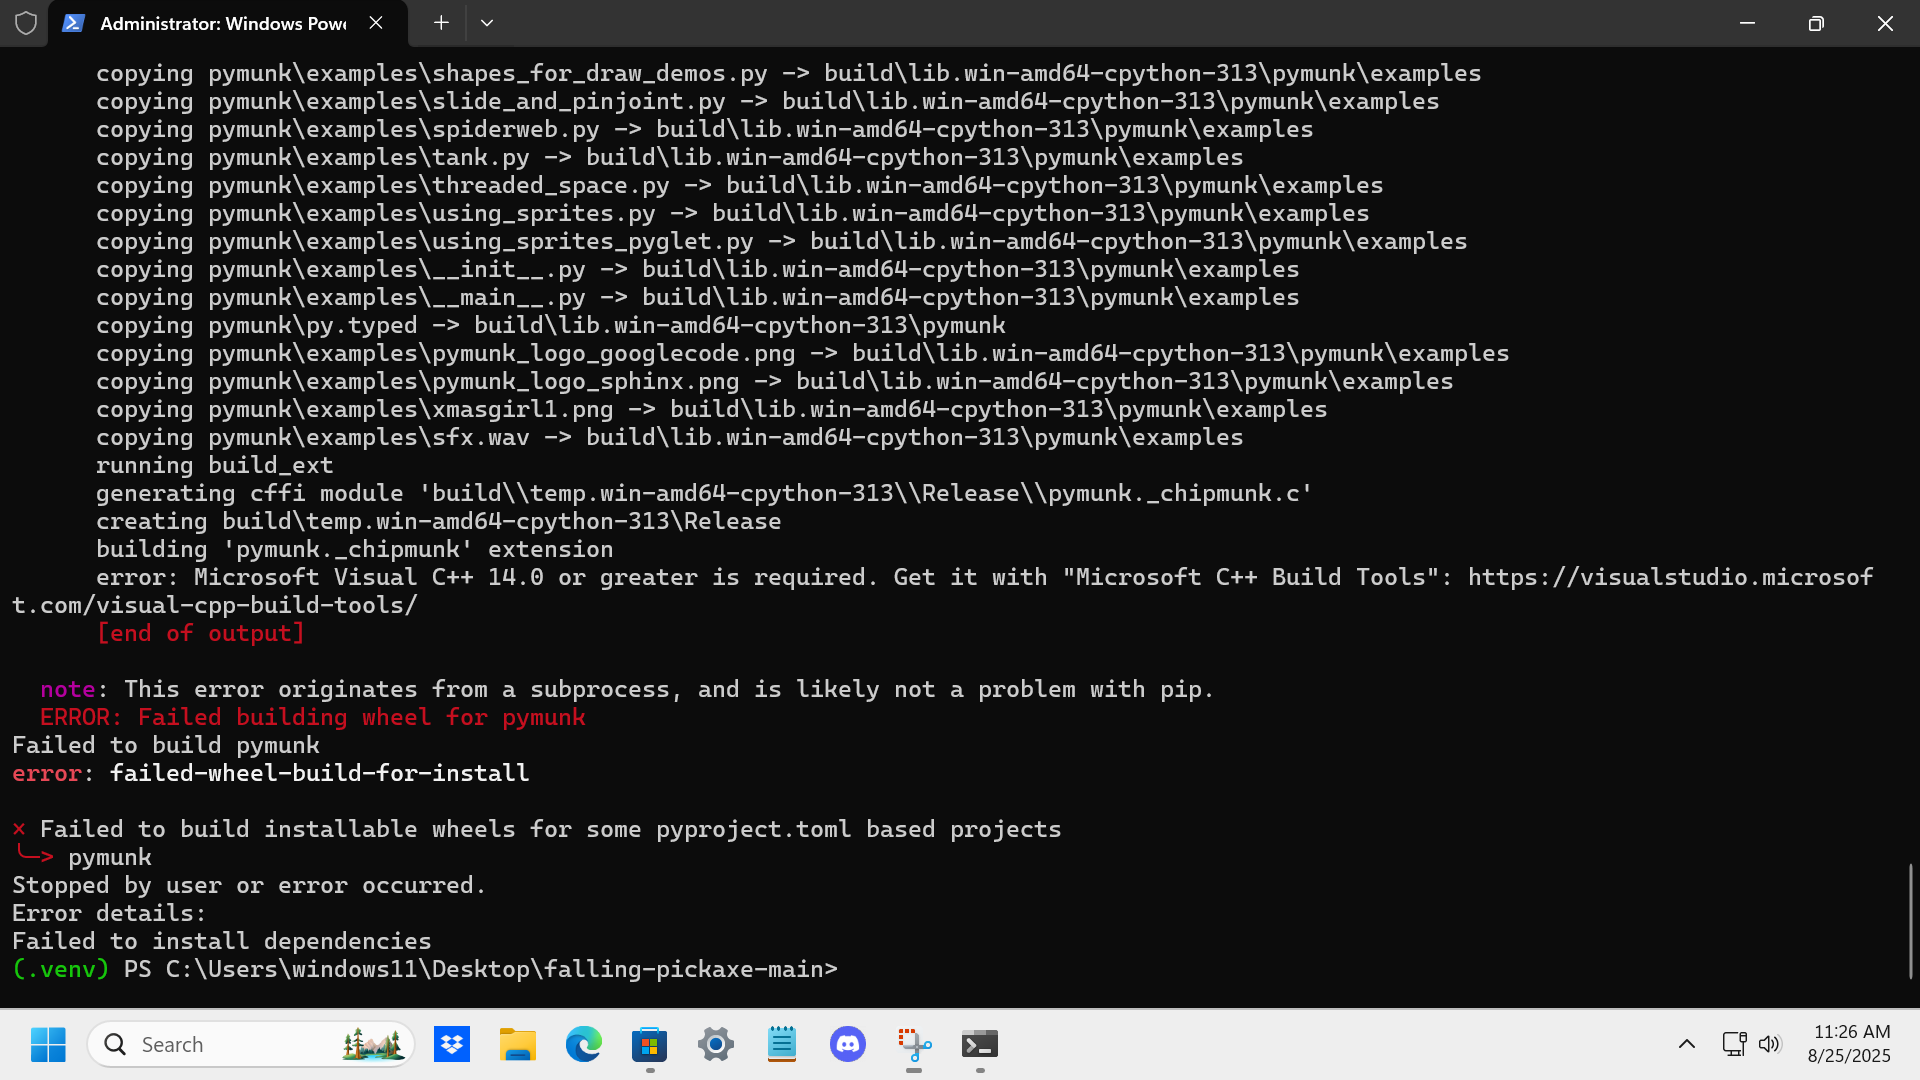 Administrator: Windows Powe
copying pymunk\examples\shapes_for_draw_demos.py -> build\lib.win-amd64-cpython-313\pymunk\examples
copying pymunk\examples\slide_and_pinjoint.py -> build\lib.win-amd64-cpython-313\pymunk\examples
copying pymunk\examples\spiderweb.py -> build\lib.win-amd64-cpython-313\pymunk\examples
copying pymunk\examples\tank.py -> build\lib.win-amd64-cpython-313\pymunk\examples
copying pymunk\examples\threaded_space.py -> build\lib.win-amd64-cpython-313\pymunk\examples
copying pymunk\examples\using_sprites.py -> build\lib.win-amd64-cpython-313\pymunk\examples
copying pymunk\examples\using_sprites_pyglet.py -> build\lib.win-amd64-cpython-313\pymunk\examples
copying pymunk\examples\__init__.py -> build\lib.win-amd64-cpython-313\pymunk\examples
copying pymunk\examples\__main__.py -> build\lib.win-amd64-cpython-313\pymunk\examples
copying pymunk\py.typed -> build\lib.win-amd64-cpython-313\pymunk
copying pymunk\examples\pymunk_logo_googlecode.png -> build\lib.win-amd64-cpython-313\pymunk\examples
copying pymunk\examples\pymunk_logo_sphinx.png -> build\lib.win-amd64-cpython-313\pymunk\examples
copying pymunk\examples\xmasgirl1.png -> build\lib.win-amd64-cpython-313\pymunk\examples
copying pymunk\examples\sfx.wav -> build\lib.win-amd64-cpython-313\pymunk\examples
running build_ext
generating cffi module 'build\\temp.win-amd64-cpython-313\\Release\\pymunk._chipmunk.c'
creating build\temp.win-amd64-cpython-313\Release
building 'pymunk._chipmunk' extension
error: Microsoft Visual C++ 14.0 or greater is required. Get it with "Microsoft C++ Build Tools": https://visualstudio.microsof
t.com/visual-cpp-build-tools/
[end of output]
note: This error originates from a subprocess, and is likely not a problem with pip.
ERROR: Failed building wheel for pymunk
Failed to build pymunk
error: failed-wheel-build-for-install
× Failed to build installable wheels for some pyproject.toml based projects
╰─> pymunk
Stopped by user or error occurred.
Error details:
Failed to install dependencies
(.venv) PS C:\Users\windows11\Desktop\falling-pickaxe-main>
Search
11:26 AM
8/25/2025